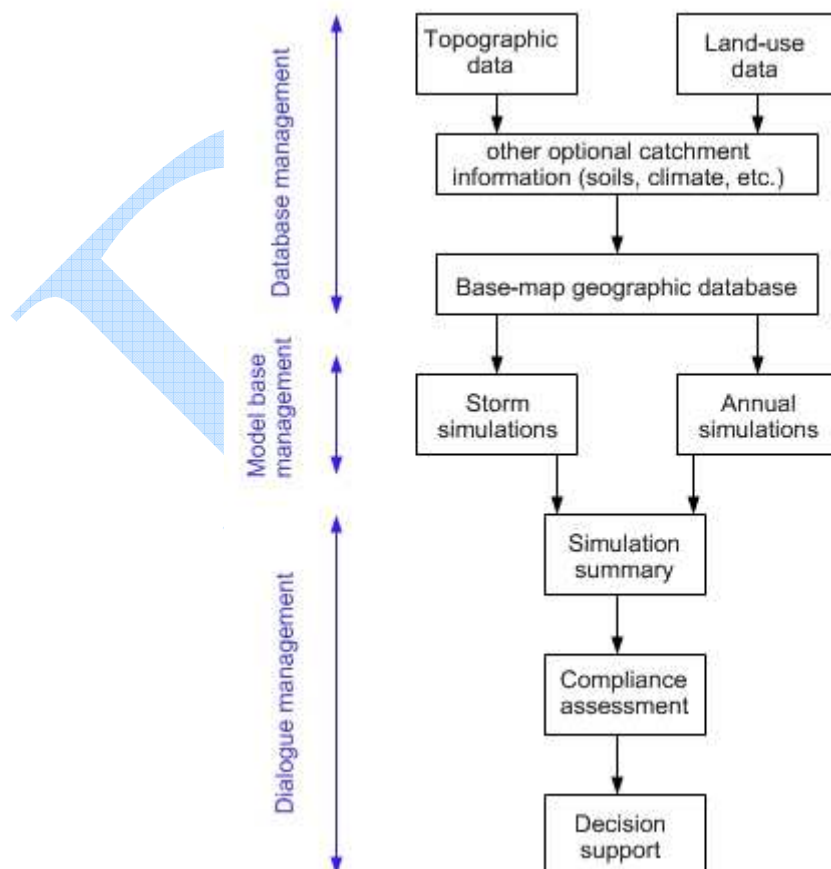 Topographic
data
Land-use
data
other optional catchment
information (soils, climate, etc.)
Database management
Base-map geographic database
Model base
management
Storm
simulations
Annual
simulations
Dialogue management
Simulation
summary
Compliance
assessment
Decision
support